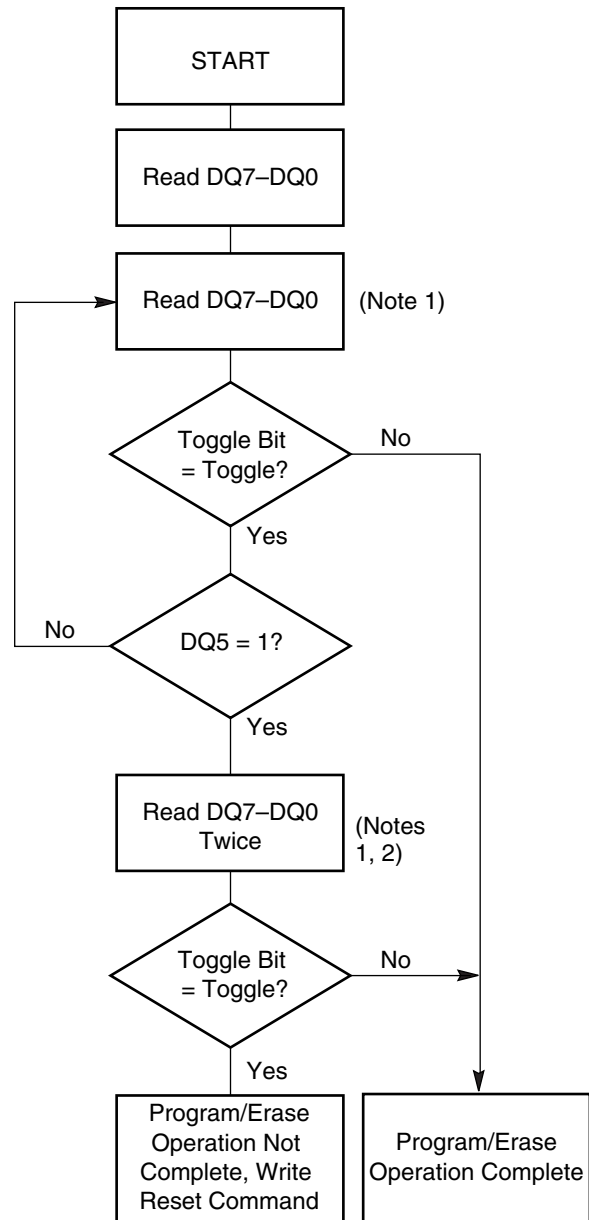 START
Read DQ7–DQ0
Read DQ7–DQ0
(Note 1)
Toggle Bit
= Toggle?
No
Yes
No
DQ5 = 1?
Yes
Read DQ7–DQ0
Twice
(Notes
1, 2)
Toggle Bit
= Toggle?
No
Yes
Program/Erase
Operation Not
Complete, Write
Reset Command
Program/Erase
Operation Complete